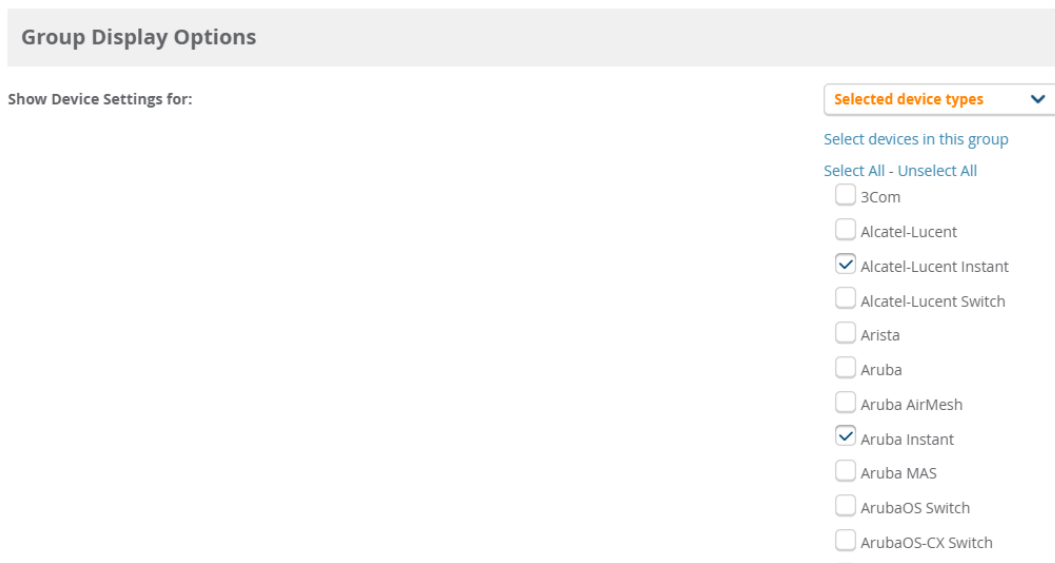 Group Display Options
Show Device Settings for:
Selected device types
Select devices in this group
Select All - Unselect All
3Com
Alcatel-Lucent
Alcatel-Lucent Instant
Alcatel-Lucent Switch
Arista
Aruba
Aruba AirMesh
Aruba Instant
Aruba MAS
ArubaOS Switch
ArubaOS-CX Switch